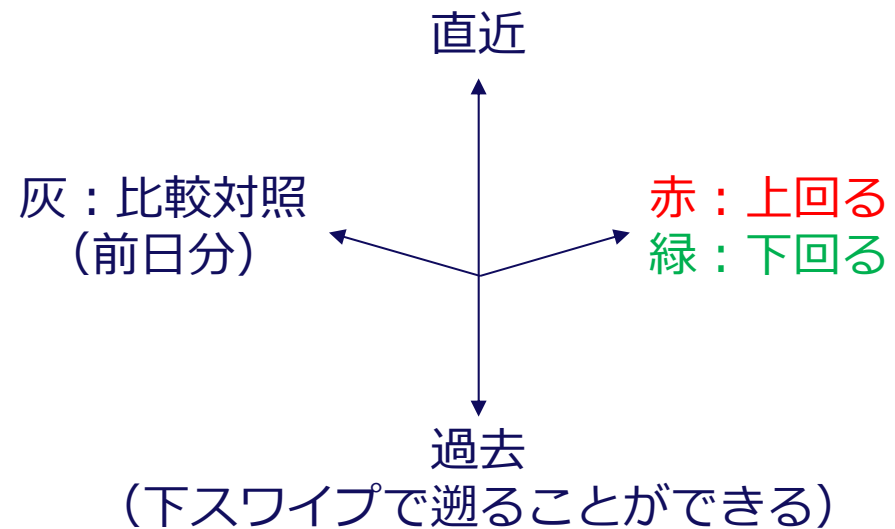 直近
灰：比較対照
（前日分）
赤：上回る
緑：下回る
過去
（下スワイプで遡ることができる）